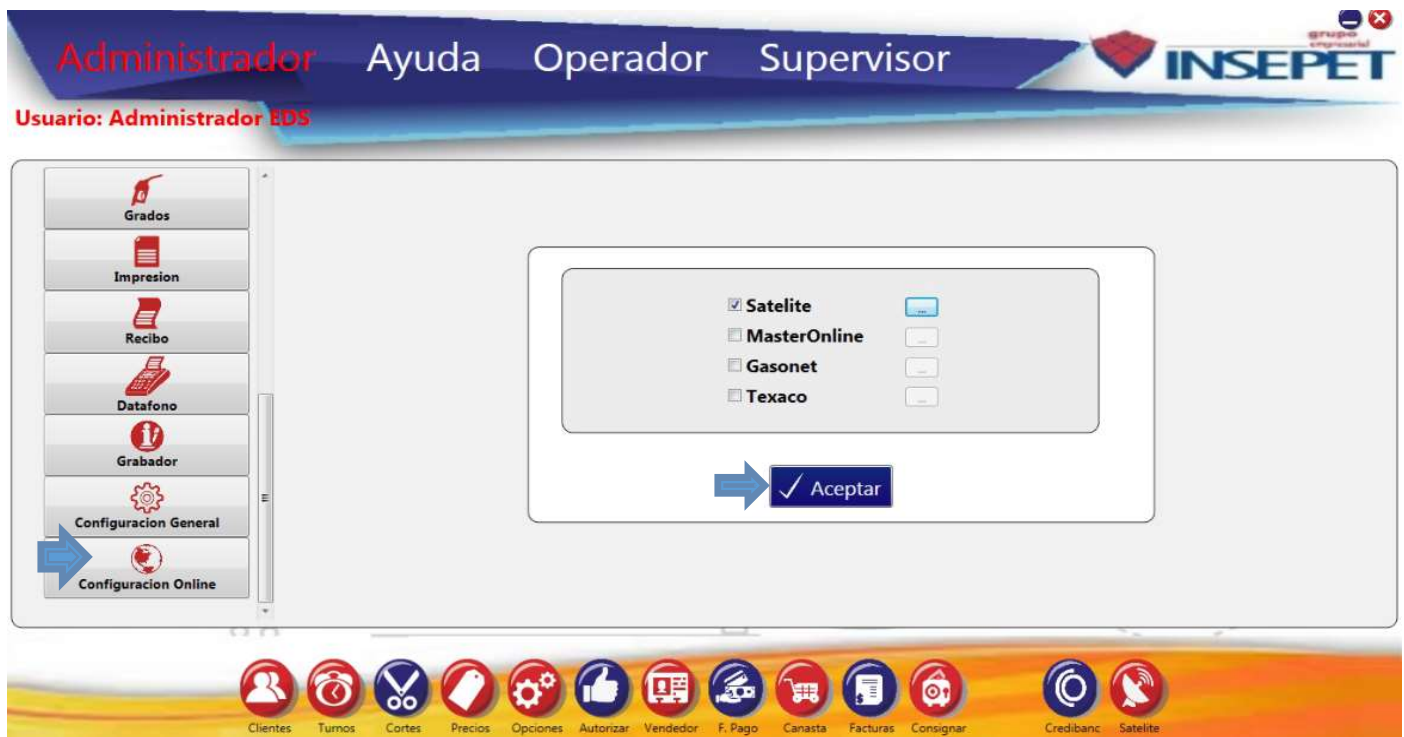 Administrador Ayuda Operador Supervisor
grupo
empresarial
INSEPET
Usuario: Administrador EDS
Grados
Impresion
Recibo
Datafono
Grabador
Configuracion General
Configuracion Online
Satelite ...
MasterOnline ...
Gasonet ...
Texaco ...
Aceptar
Clientes Turnos Cortes Precios Opciones Autorizar Vendedor F. Pago Canasta Facturas Consignar Credibanc Satelite